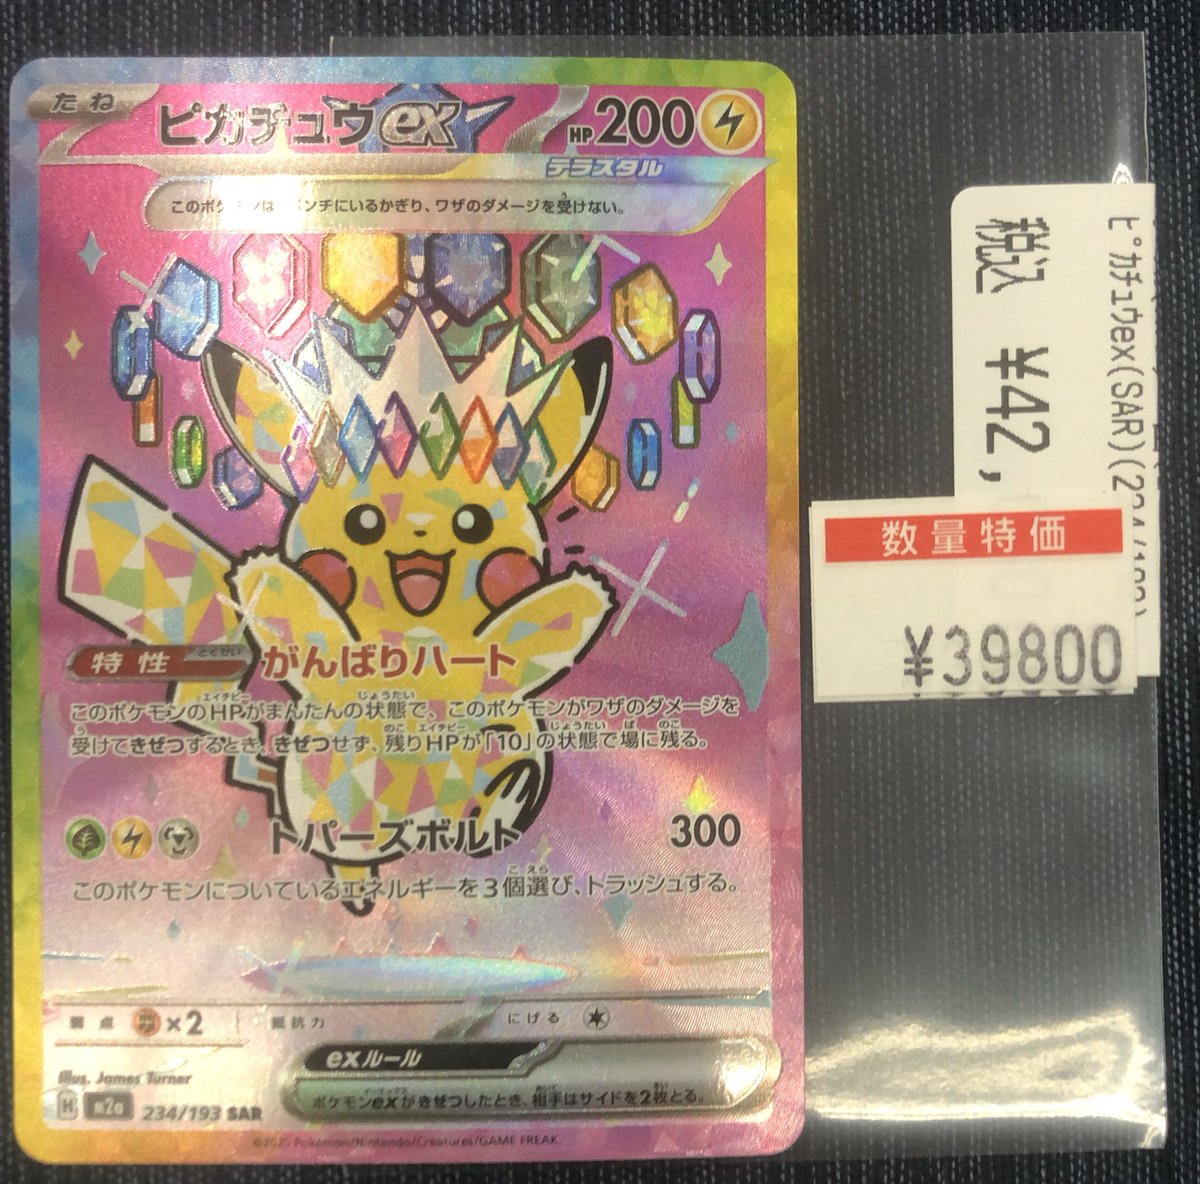 たね
ピカチュウex
HP200
テラスタル
このポケモンは ベンチにいるかぎり、ワザのダメージを受けない。
特性 がんばりハート
このポケモンのHPがまんたんの状態で、このポケモンがワザのダメージを
受けてきぜつするとき、きぜつせず、残りHPが「10」の状態で場に残る。
トパーズボルト 300
このポケモンについているエネルギーを3個選び、トラッシュする。
弱点 ×2 抵抗力 にげる
exルール
ポケモンexがきぜつしたとき、相手はサイドを2枚とる。
Illus. James Turner
H m2a 234/193 SAR
©2025 Pokémon/Nintendo/Creatures/GAME FREAK.
ピカチュウex(SAR)(234/193)
税込 ¥42,
数量特価
¥39800